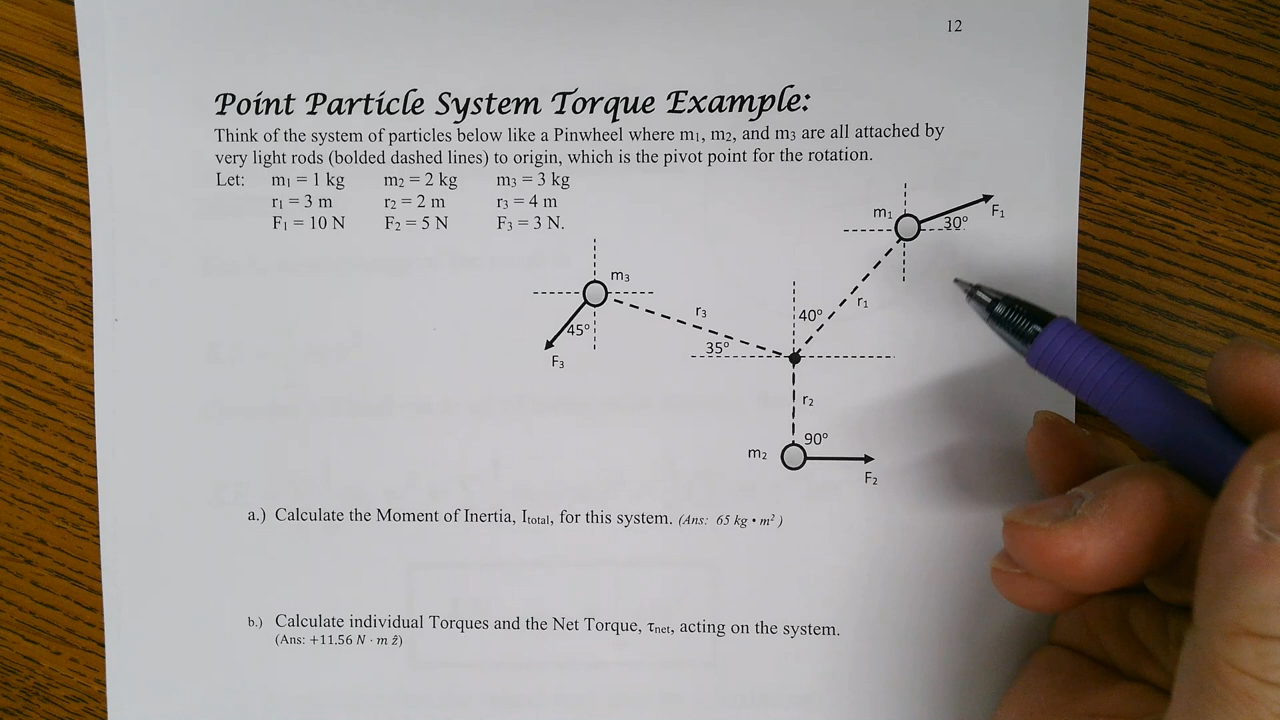 12
Point Particle System Torque Example:
Think of the system of particles below like a Pinwheel where m₁, m₂, and m₃ are all attached by
very light rods (bolded dashed lines) to origin, which is the pivot point for the rotation.
Let: m₁ = 1 kg m₂ = 2 kg m₃ = 3 kg
r₁ = 3 m r₂ = 2 m r₃ = 4 m
F₁ = 10 N F₂ = 5 N F₃ = 3 N.
m₁
F₁
30º
m₃
r₃
40º
r₁
45º
35º
F₃
r₂
90º
m₂
F₂
a.) Calculate the Moment of Inertia, Iₜₒₜₐₗ, for this system. (Ans: 65 kg • m² )
b.) Calculate individual Torques and the Net Torque, τₙₑₜ, acting on the system.
(Ans: +11.56 N · m ẑ)